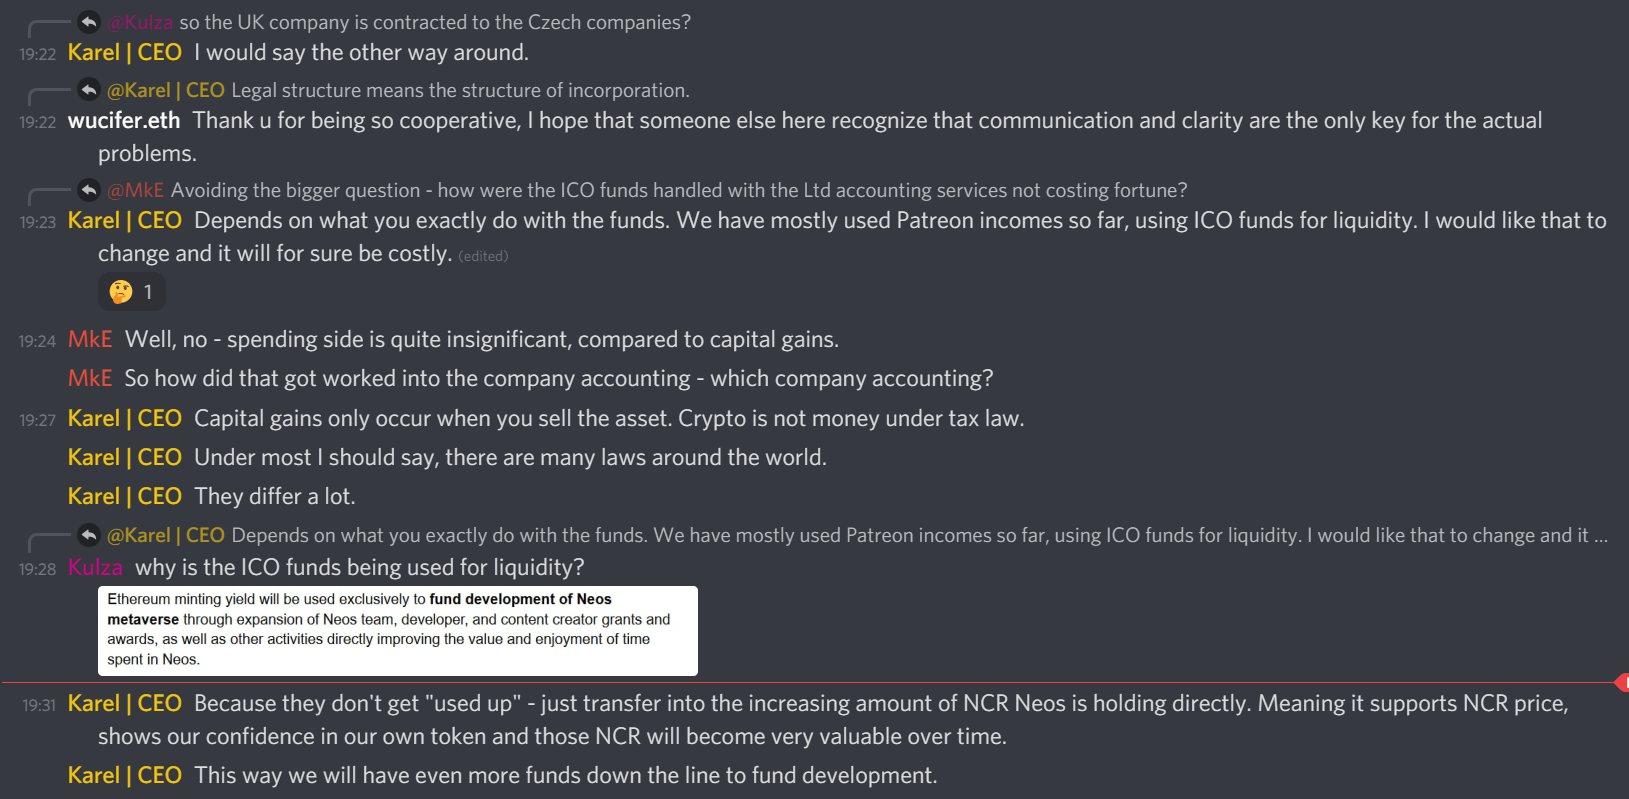 @Kulza so the UK company is contracted to the Czech companies?
19:22 Karel | CEO I would say the other way around.
@Karel | CEO Legal structure means the structure of incorporation.
19:22 wucifer.eth Thank u for being so cooperative, I hope that someone else here recognize that communication and clarity are the only key for the actual
problems.
@MkE Avoiding the bigger question - how were the ICO funds handled with the Ltd accounting services not costing fortune?
19:23 Karel | CEO Depends on what you exactly do with the funds. We have mostly used Patreon incomes so far, using ICO funds for liquidity. I would like that to
change and it will for sure be costly. (edited)
🤔 1
19:24 MkE Well, no - spending side is quite insignificant, compared to capital gains.
MkE So how did that got worked into the company accounting - which company accounting?
19:27 Karel | CEO Capital gains only occur when you sell the asset. Crypto is not money under tax law.
Karel | CEO Under most I should say, there are many laws around the world.
Karel | CEO They differ a lot.
@Karel | CEO Depends on what you exactly do with the funds. We have mostly used Patreon incomes so far, using ICO funds for liquidity. I would like that to change and it ...
19:28 Kulza why is the ICO funds being used for liquidity?
Ethereum minting yield will be used exclusively to fund development of Neos
metaverse through expansion of Neos team, developer, and content creator grants and
awards, as well as other activities directly improving the value and enjoyment of time
spent in Neos.
19:31 Karel | CEO Because they don't get "used up" - just transfer into the increasing amount of NCR Neos is holding directly. Meaning it supports NCR price,
shows our confidence in our own token and those NCR will become very valuable over time.
Karel | CEO This way we will have even more funds down the line to fund development.